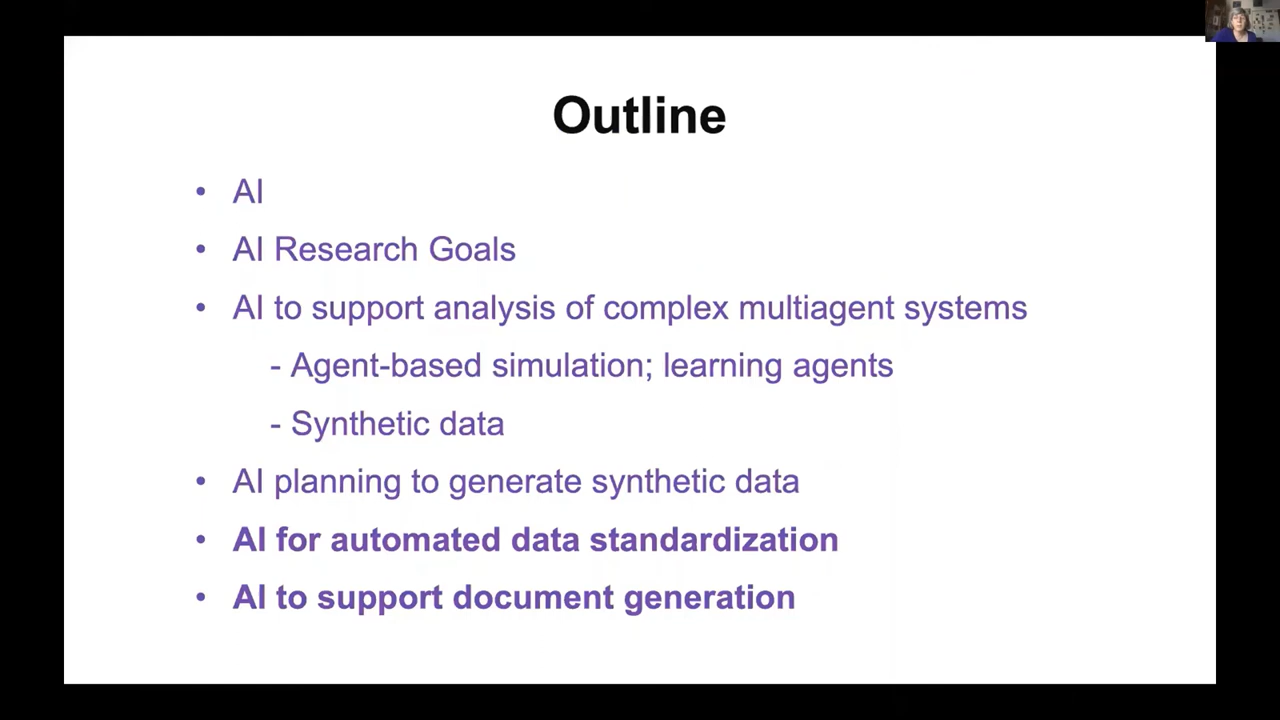 Outline
• AI
• AI Research Goals
• AI to support analysis of complex multiagent systems
- Agent-based simulation; learning agents
- Synthetic data
• AI planning to generate synthetic data
• AI for automated data standardization
• AI to support document generation